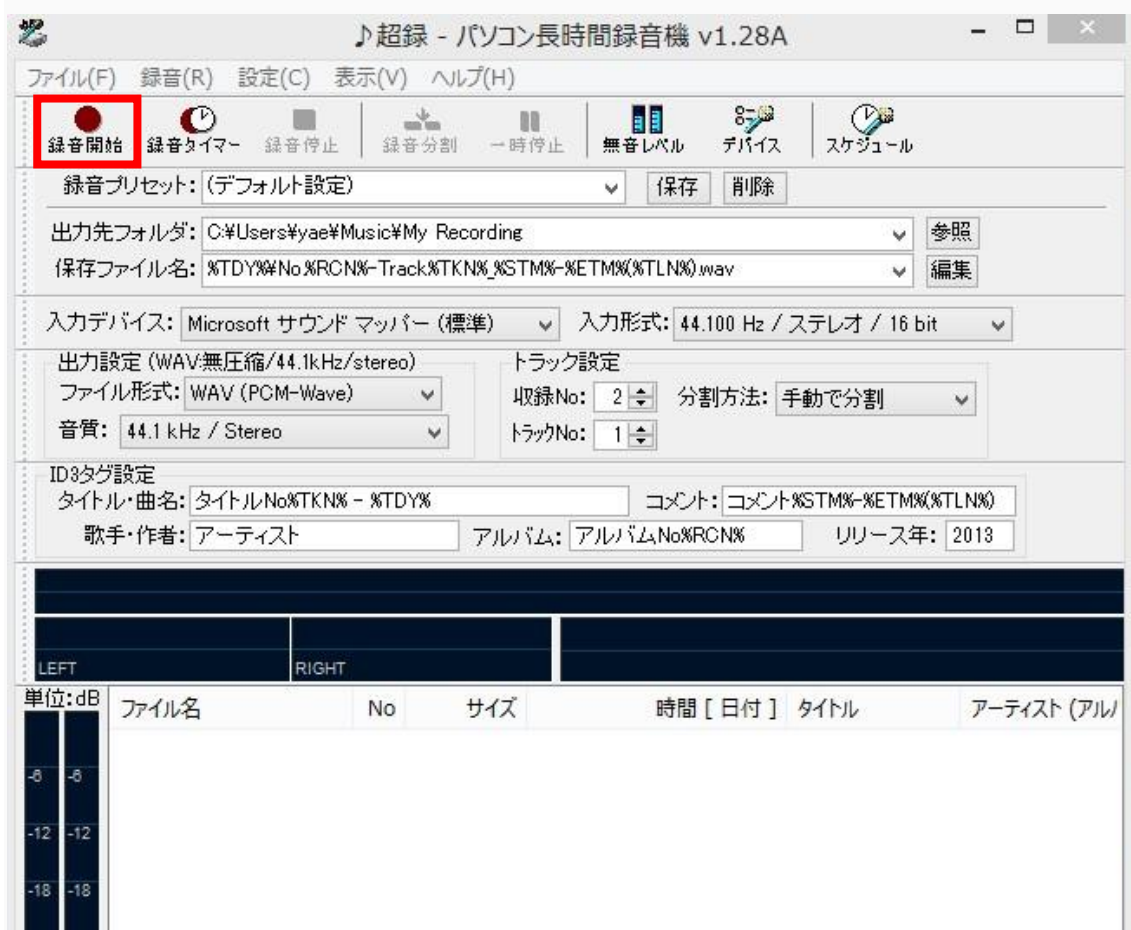 ♪超録 - パソコン長時間録音機 v1.28A
ファイル(F) 録音(R) 設定(C) 表示(V) ヘルプ(H)
録音開始 録音タイマー 録音停止 録音分割 一時停止 無音レベル デバイス スケジュール
録音プリセット: (デフォルト設定) 保存 削除
出力先フォルダ: C:¥Users¥yae¥Music¥My Recording 参照
保存ファイル名: %TDY%¥No.%RCN%-Track%TKN%_%STM%-%ETM%(%TLN%).wav 編集
入力デバイス: Microsoft サウンド マッパー (標準) 入力形式: 44.100 Hz / ステレオ / 16 bit
出力設定 (WAV:無圧縮/44.1kHz/stereo) トラック設定
ファイル形式: WAV (PCM-Wave) 収録No: 2 分割方法: 手動で分割
音質: 44.1 kHz / Stereo トラックNo: 1
ID3タグ設定
タイトル・曲名: タイトルNo%TKN% - %TDY% コメント: コメント%STM%-%ETM%(%TLN%)
歌手・作者: アーティスト アルバム: アルバムNo%RCN% リリース年: 2013
LEFT RIGHT
単位:dB ファイル名 No サイズ 時間 [ 日付 ] タイトル アーティスト (アルバ
-6 -6
-12 -12
-18 -18